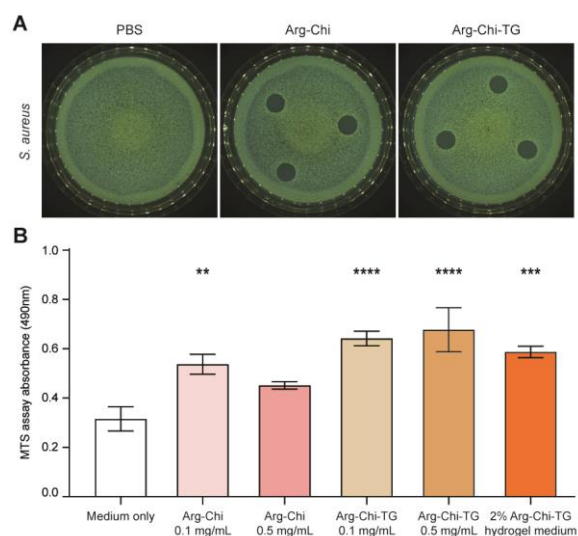 A
PBS
Arg-Chi
Arg-Chi-TG
S. aureus
B
MTS assay absorbance (490nm)
1.0
0.8
0.6
0.4
0.2
0.0
**
****
****
***
Medium only
Arg-Chi
0.1 mg/mL
Arg-Chi
0.5 mg/mL
Arg-Chi-TG
0.1 mg/mL
Arg-Chi-TG
0.5 mg/mL
2% Arg-Chi-TG
hydrogel medium